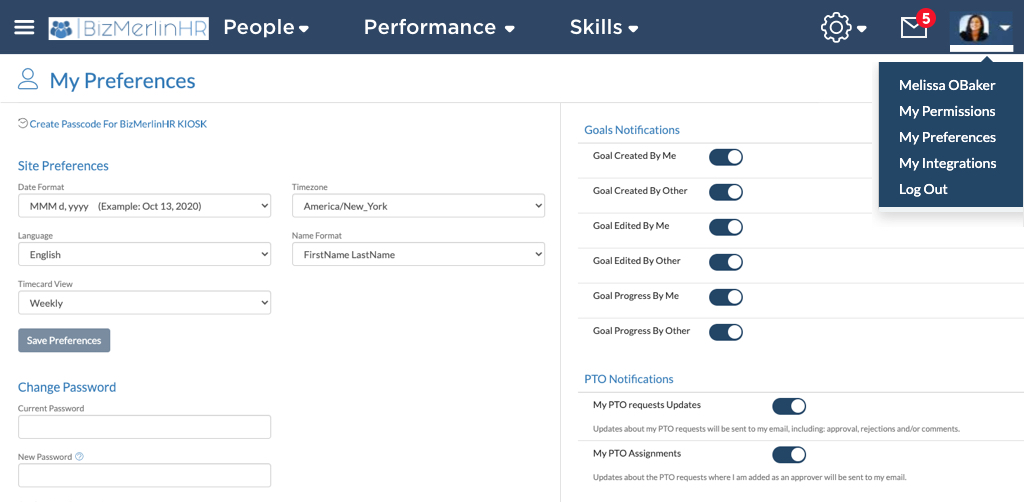 BizMerlinHR People Performance Skills 5
My Preferences
Melissa OBaker
My Permissions
My Preferences
My Integrations
Log Out
Create Passcode For BizMerlinHR KIOSK
Site Preferences
Date Format Timezone
MMM d, yyyy (Example: Oct 13, 2020) America/New_York
Language Name Format
English FirstName LastName
Timecard View
Weekly
Save Preferences
Change Password
Current Password
New Password ?
Goals Notifications
Goal Created By Me
Goal Created By Other
Goal Edited By Me
Goal Edited By Other
Goal Progress By Me
Goal Progress By Other
PTO Notifications
My PTO requests Updates
Updates about my PTO requests will be sent to my email, including: approval, rejections and/or comments.
My PTO Assignments
Updates about the PTO requests where I am added as an approver will be sent to my email.